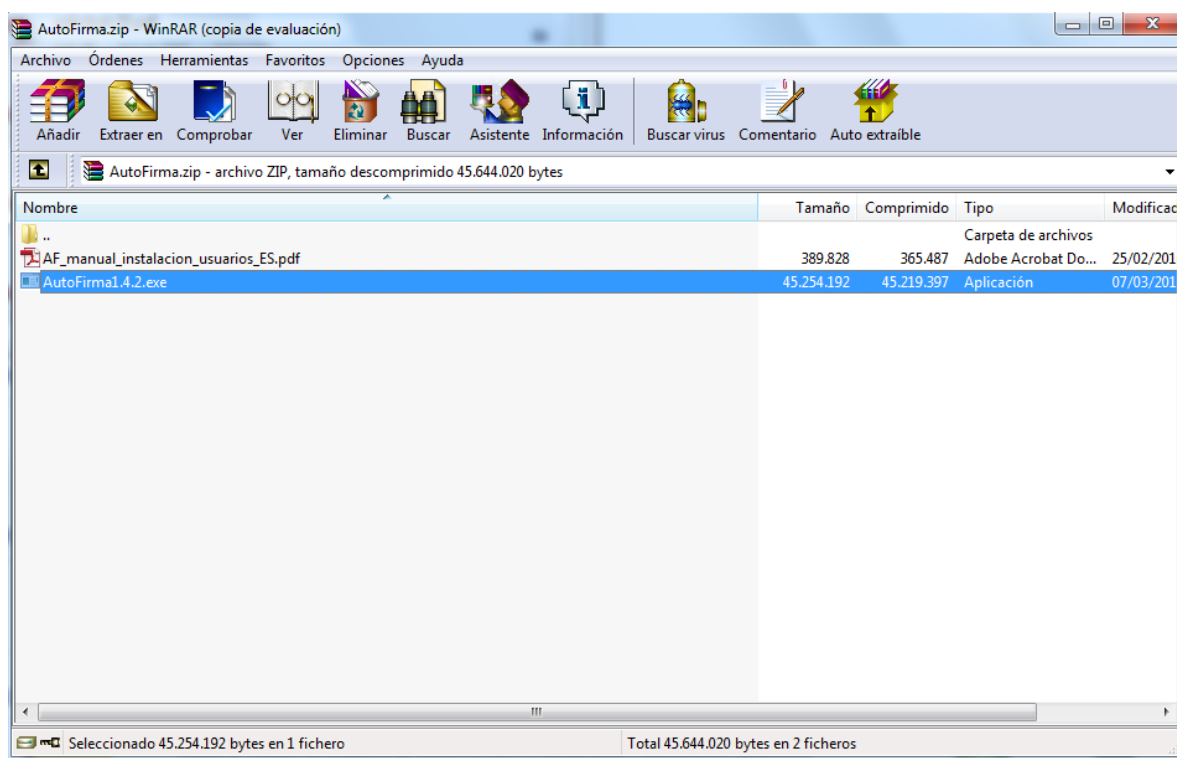 AutoFirma.zip - WinRAR (copia de evaluación)
Archivo Órdenes Herramientas Favoritos Opciones Ayuda
Añadir Extraer en Comprobar Ver Eliminar Buscar Asistente Información Buscar virus Comentario Auto extraíble
AutoFirma.zip - archivo ZIP, tamaño descomprimido 45.644.020 bytes
Nombre Tamaño Comprimido Tipo Modificad
.. Carpeta de archivos
AF_manual_instalacion_usuarios_ES.pdf 389.828 365.487 Adobe Acrobat Do... 25/02/201
AutoFirma1.4.2.exe 45.254.192 45.219.397 Aplicación 07/03/201
Seleccionado 45.254.192 bytes en 1 fichero Total 45.644.020 bytes en 2 ficheros